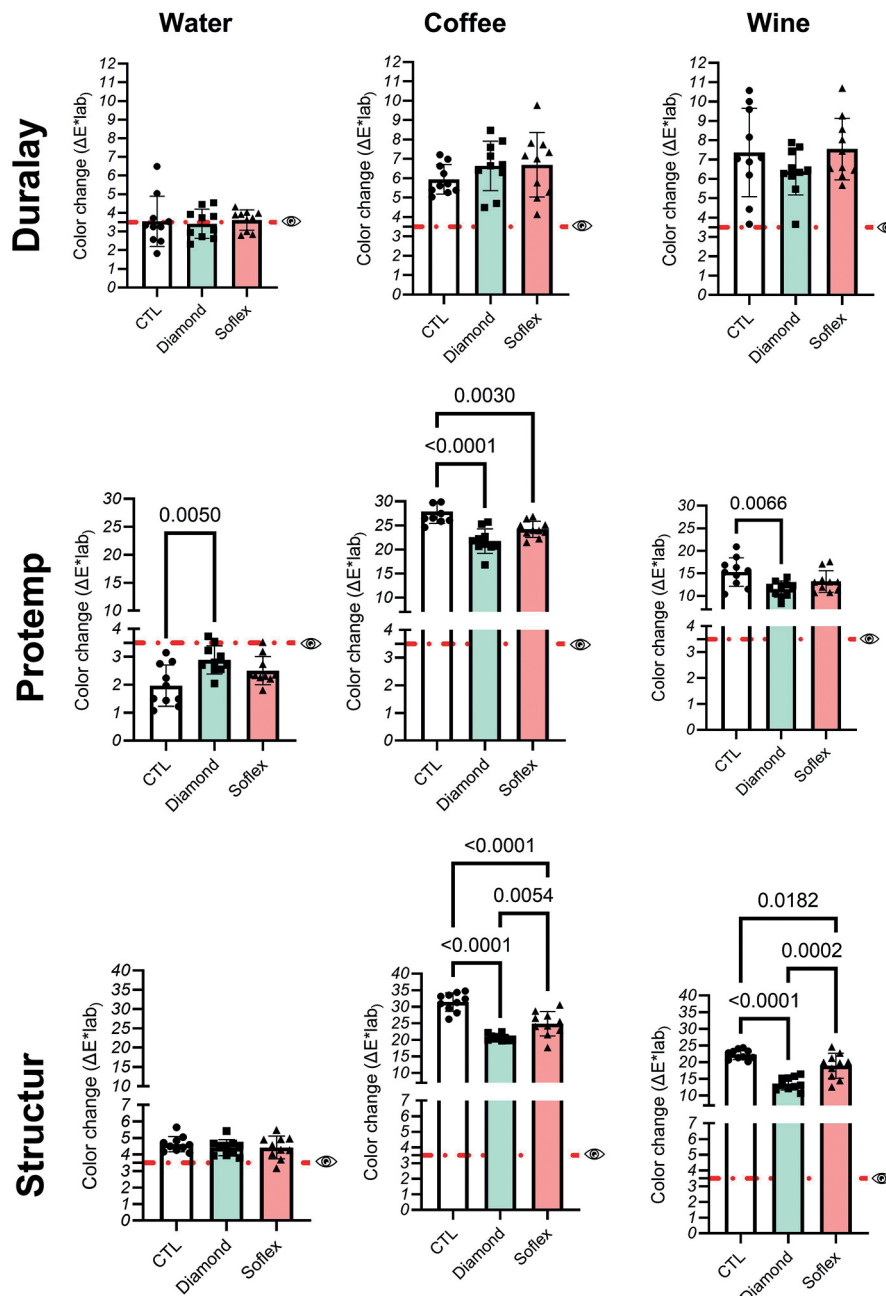 Water
Coffee
Wine
Duralay
Color change (ΔE*lab)
12
11
10
9
8
7
6
5
4
3
2
1
0
CTL
Diamond
Soflex
Color change (ΔE*lab)
12
11
10
9
8
7
6
5
4
3
2
1
0
CTL
Diamond
Soflex
Color change (ΔE*lab)
12
11
10
9
8
7
6
5
4
3
2
1
0
CTL
Diamond
Soflex
Protemp
Color change (ΔE*lab)
0.0050
30
25
20
15
10
4
3
2
1
0
CTL
Diamond
Soflex
Color change (ΔE*lab)
0.0030
<0.0001
30
25
20
15
10
4
3
2
1
0
CTL
Diamond
Soflex
Color change (ΔE*lab)
0.0066
30
25
20
15
10
4
3
2
1
0
CTL
Diamond
Soflex
Structur
Color change (ΔE*lab)
40
35
30
25
20
15
10
7
6
5
4
3
2
1
0
CTL
Diamond
Soflex
Color change (ΔE*lab)
<0.0001
0.0054
<0.0001
40
35
30
25
20
15
10
7
6
5
4
3
2
1
0
CTL
Diamond
Soflex
Color change (ΔE*lab)
0.0182
0.0002
<0.0001
40
35
30
25
20
15
10
7
6
5
4
3
2
1
0
CTL
Diamond
Soflex